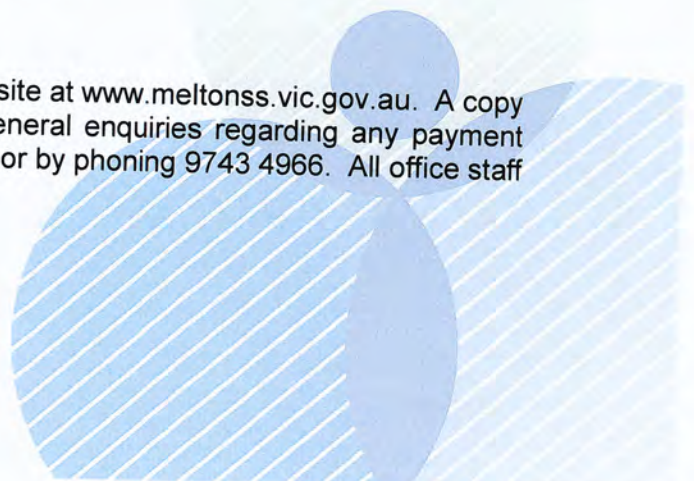 site at www.meltonss.vic.gov.au. A copy
eneral enquiries regarding any payment
or by phoning 9743 4966. All office staff